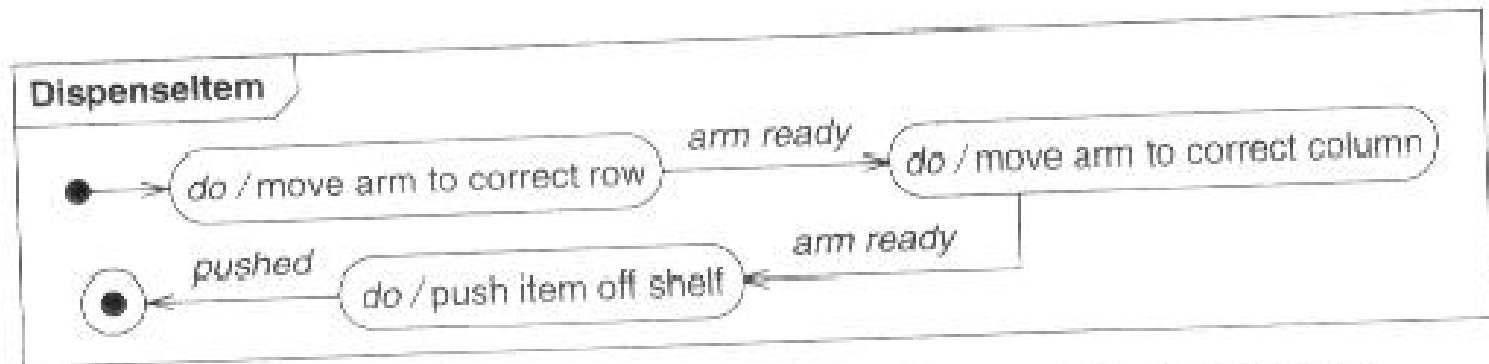 DispenseItem
arm ready
do / move arm to correct row
do / move arm to correct column
arm ready
pushed
do / push item off shelf